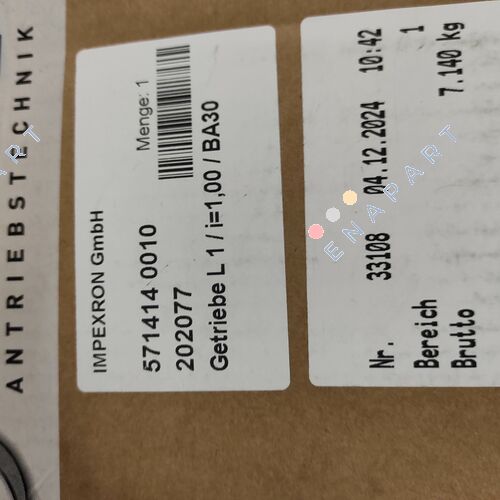 ANTRIEBSTECHNIK
IMPEXRON GmbH
Menge: 1
571414 0010
202077
Getriebe L 1 / i=1,00 / BA30
Nr. 33108 04.12.2024 10:42
Bereich 1
Brutto 7.140 kg
ENAPART